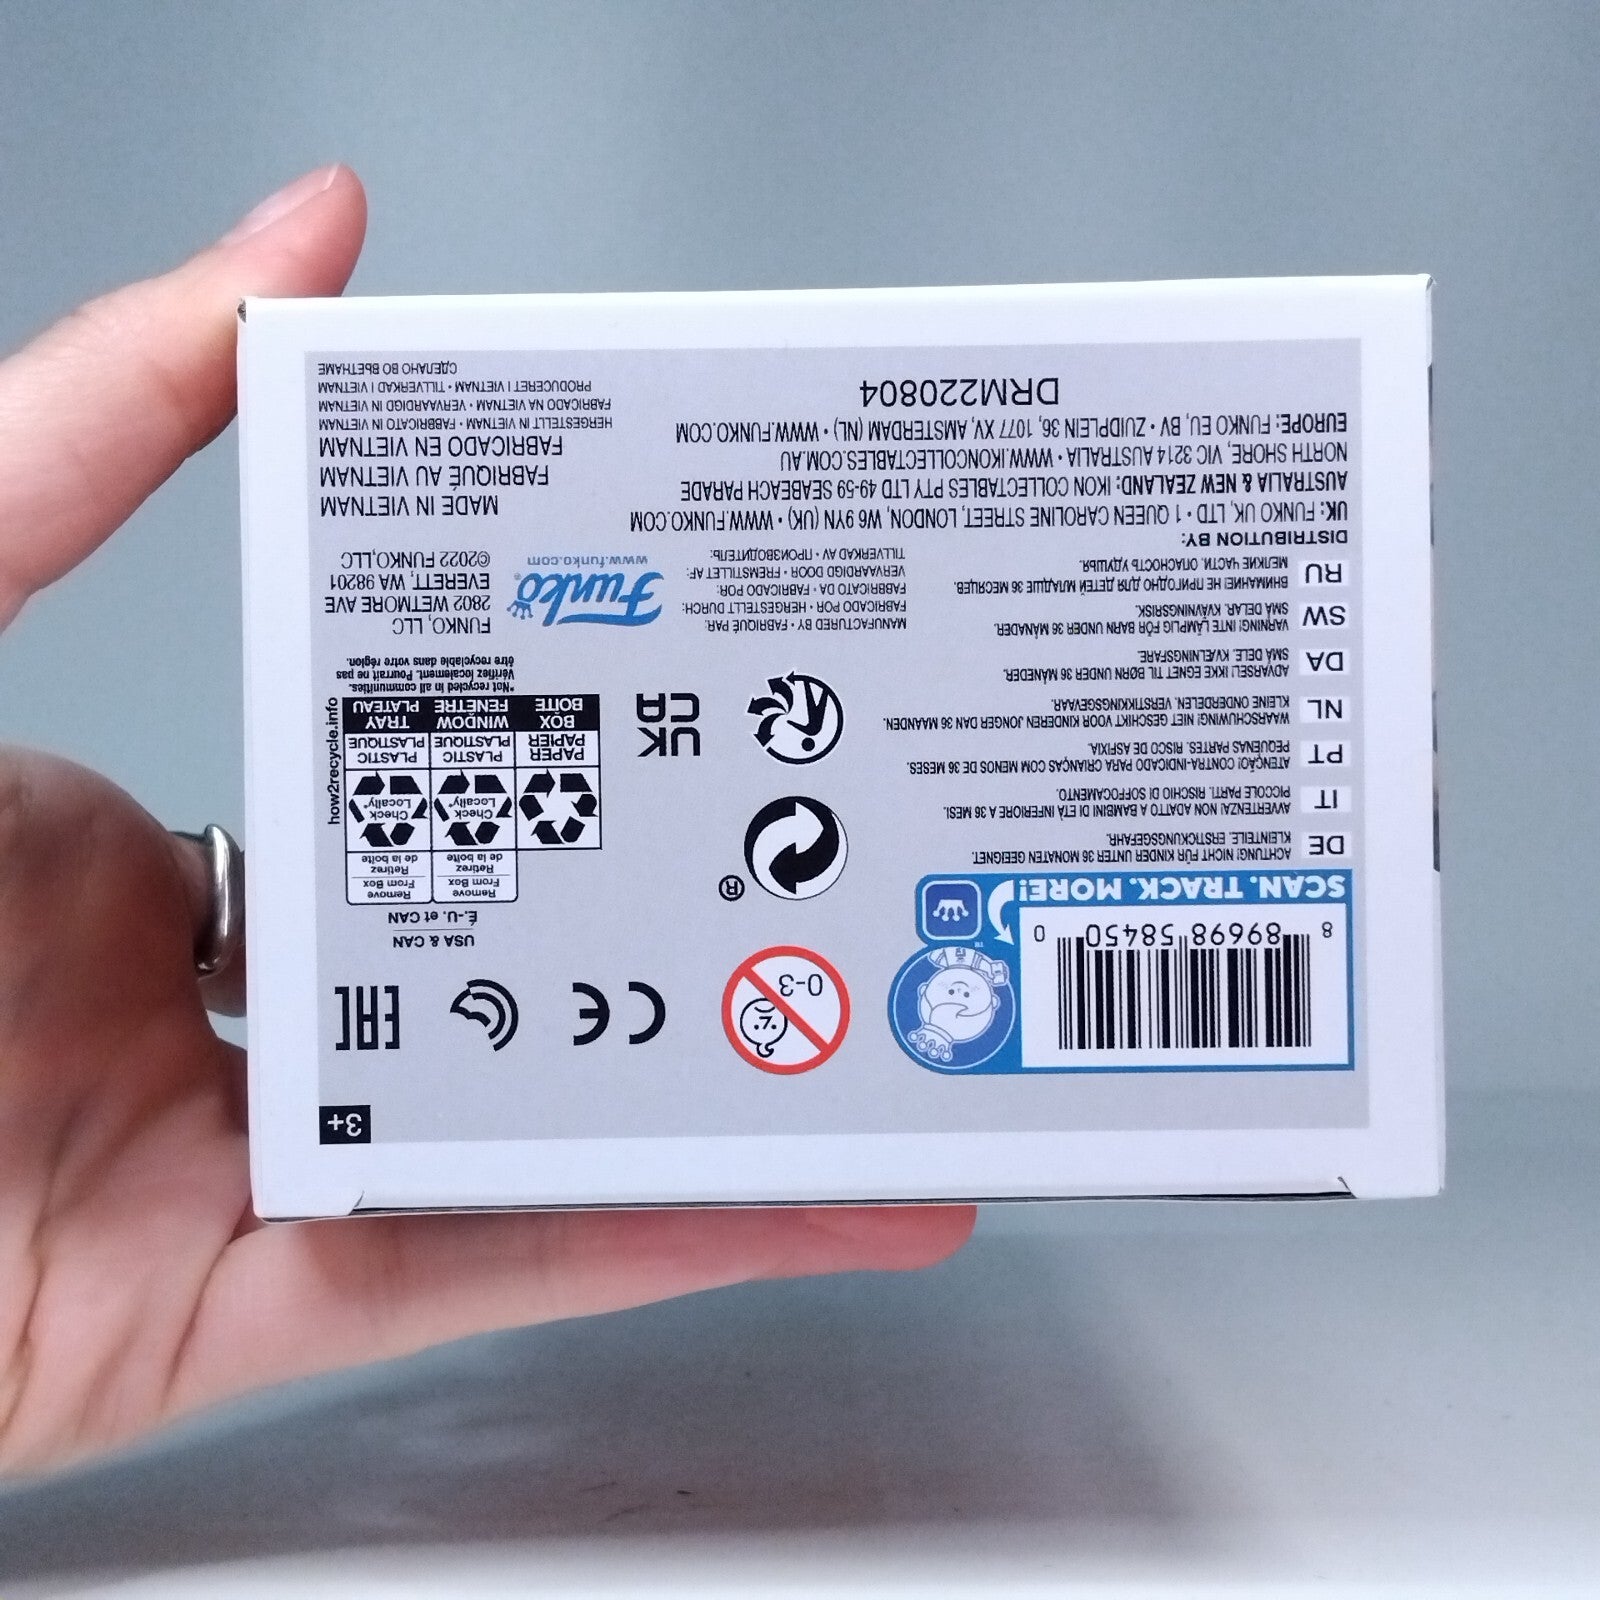 3+
8 89698 58450 0
SCAN. TRACK. MORE!
™
0-3
CE
EAC
USA & CAN
É.-U. et CAN
Remove
From Box
Retirez
de la boîte
Remove
From Box
Retirez
de la boîte
Check
Locally*
Check
Locally*
PAPER
PAPIER
BOX
BOÎTE
PLASTIC
PLASTIQUE
WINDOW
FENÊTRE
PLASTIC
PLASTIQUE
TRAY
PLATEAU
how2recycle.info
*Not recycled in all communities.
Vérifiez localement. Pourrait ne pas
être recyclable dans votre région.
®
UK
CA
DE
ACHTUNG! NICHT FÜR KINDER UNTER 36 MONATEN GEEIGNET.
KLEINTEILE. ERSTICKUNGSGEFAHR.
IT
AVVERTENZA! NON ADATO A BAMBINI DI ETÀ INFERIORE A 36 MESI.
PICCOLE PARTI. RISCHIO DI SOFFOCAMENTO.
PT
ATENÇÃO! CONTRA-INDICADO PARA CRIANÇAS COM MENOS DE 36 MESES.
PEQUENAS PARTES. RISCO DE ASFIXIA.
NL
WAARSCHUWING! NIET GESCHIKT VOOR KINDEREN JONGER DAN 36 MAANDEN.
KLEINE ONDERDELEN. VERSTIKKINGSGEVAAR.
DA
ADVARSEL! IKKE EGNET TIL BØRN UNDER 36 MÅNEDER.
SMÅ DELE. KVÆLNINGSFARE.
SW
VARNING! INTE LÄMPLIG FÖR BARN UNDER 36 MÅNADER.
SMÅ DELAR. KVÄVNINGSRISK.
RU
ВНИМАНИЕ! НЕ ПРИГОДНО ДЛЯ ДЕТЕЙ МЛАДШЕ 36 МЕСЯЦЕВ.
МЕЛКИЕ ЧАСТИ. ОПАСНОСТЬ УДУШЬЯ.
MANUFACTURED BY • FABRIQUÉ PAR:
FABRICADO POR • HERGESTELLT DURCH:
FABRICATO DA • FABRICADO POR:
VERVAARDIGD DOOR • FREMSTILLET AF:
TILLVERKAD AV • ПРОИЗВОДИТЕЛЬ:
Funko®
www.funko.com
FUNKO, LLC
2802 WETMORE AVE
EVERETT, WA 98201
©2022 FUNKO,LLC
DISTRIBUTION BY:
UK: FUNKO UK, LTD • 1 QUEEN CAROLINE STREET, LONDON, W6 9YN (UK) • WWW.FUNKO.COM
AUSTRALIA & NEW ZEALAND: IKON COLLECTABLES PTY LTD 49-59 SEABEACH PARADE
NORTH SHORE, VIC 3214 AUSTRALIA • WWW.IKONCOLLECTABLES.COM.AU
EUROPE: FUNKO EU, BV • ZUIDPLEIN 36, 1077 XV, AMSTERDAM (NL) • WWW.FUNKO.COM
DRM220804
MADE IN VIETNAM
FABRIQUÉ AU VIETNAM
FABRICADO EN VIETNAM
HERGESTELLT IN VIETNAM • FABBRICATO IN VIETNAM
FABRICADO NA VIETNAM • VERVAARDIGD IN VIETNAM
PRODUCERET I VIETNAM • TILLVERKAD I VIETNAM
СДЕЛАНО ВО ВЬЕТНАМЕ